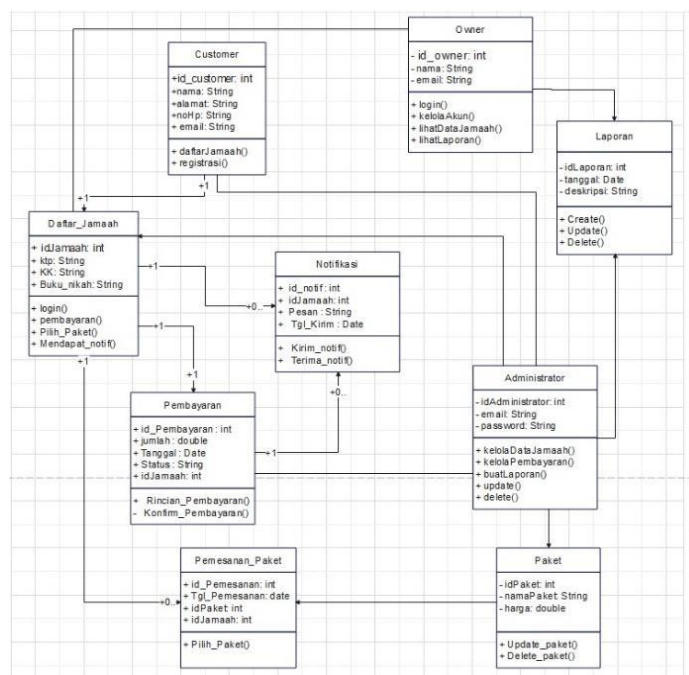 Owner
- id_owner: int
- nama: String
- email: String
+ login()
+ kelolaAkun()
+ lihatDataJamaah()
+ lihatLaporan()
Customer
+id_customer: int
+nama: String
+alamat: String
+noHp: String
+ email: String
+ daftarJamaah()
+ registrasi()
+1
+1
Laporan
- idLaporan: int
- tanggal: Date
- deskripsi: String
+ Create()
+ Update()
+ Delete()
Daftar_Jamaah
+ idJamaah: int
+ ktp: String
+ KK: String
+ Buku_nikah: String
+ login()
+ pembayaran()
+ Pilih_Paket()
+ Mendapat_notif()
+1
+0..
+1
+1
+1
Notifikasi
+ id_notif: int
+ idJamaah: int
+ Pesan : String
+ Tgl_Kirim : Date
+ Kirim_notif()
+ Terima_notif()
+0..
Administrator
- idAdministrator: int
- email: String
- password: String
+ kelolaDataJamaah()
+ kelolaPembayaran()
+ buatLaporan()
+ update()
+ delete()
Pembayaran
+ id_Pembayaran : int
+ jumlah : double
+ Tanggal : Date
+ Status : String
+ idJamaah: int
+ Rincian_Pembayaran()
- Konfirm_Pembayaran()
+1
Pemesanan_Paket
+ id_Pemesanan: int
+ Tgl_Pemesanan: date
+ idPaket: int
+ idJamaah: int
+ Pilih_Paket()
+0..
Paket
- idPaket: int
- namaPaket: String
- harga: double
+ Update_paket()
+ Delete_paket()